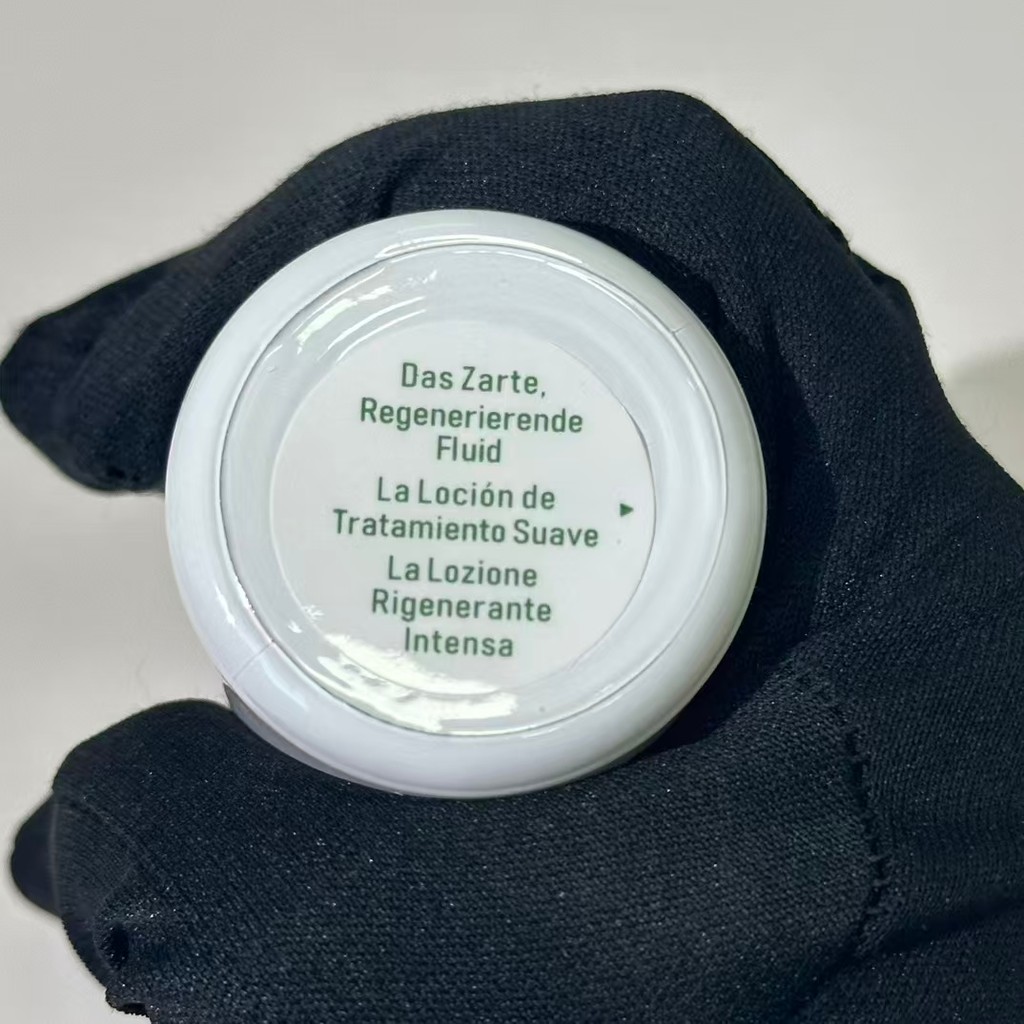 Das Zarte,
Regenerierende
Fluid
La Loción de
Tratamiento Suave
La Lozione
Rigenerante
Intensa